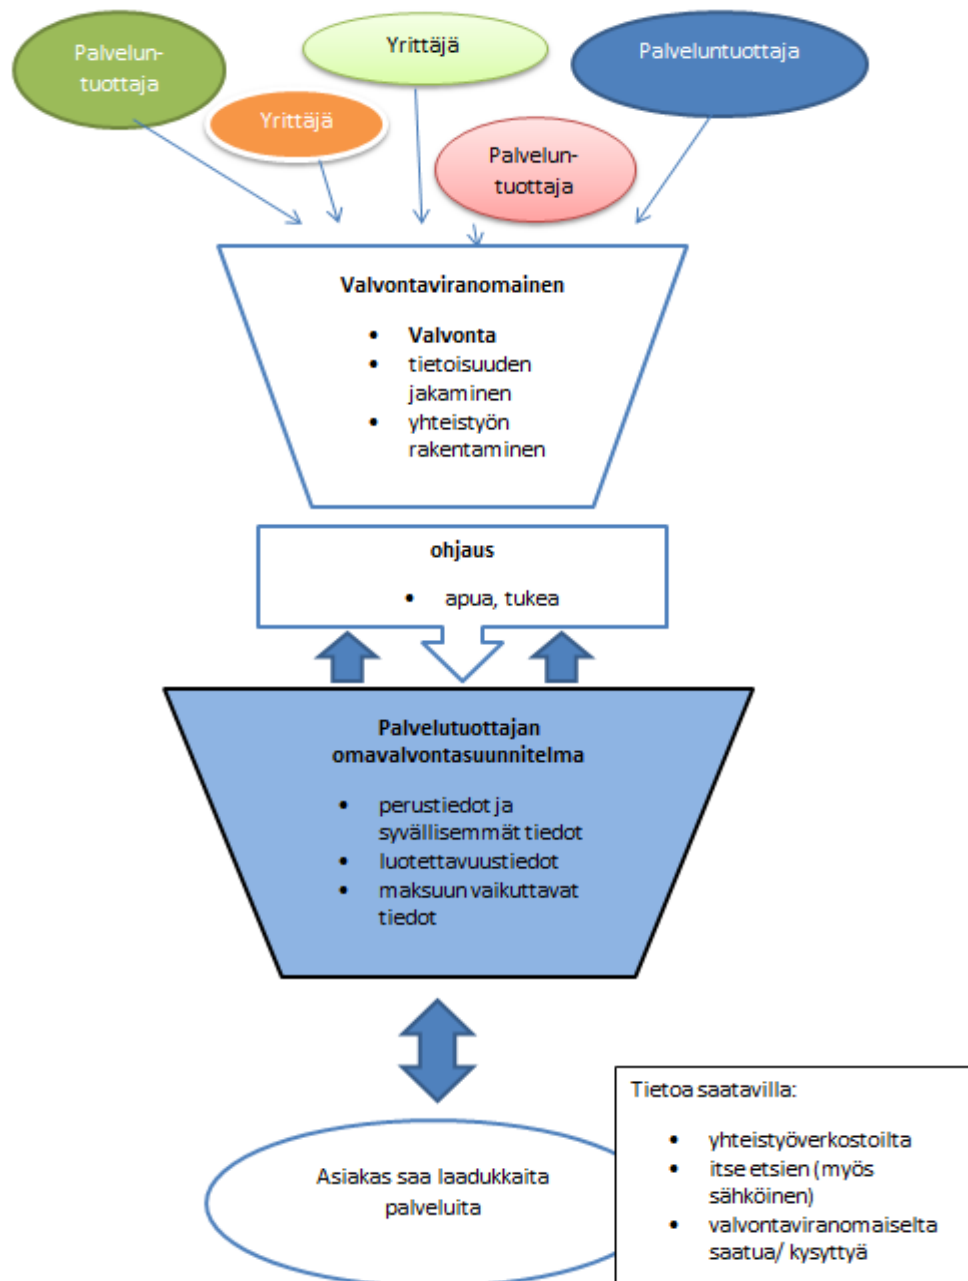 Palvelun-
tuottaja
Yrittäjä
Yrittäjä
Palvelun-
tuottaja
Palveluntuottaja
Valvontaviranomainen
• Valvonta
• tietoisuuden
jakaminen
• yhteistyön
rakentaminen
ohjaus
• apua, tukea
Palvelutuottajan
omavalvontasuunnitelma
• perustiedot ja
syvällisemmät tiedot
• luotettavuustiedot
• maksuun vaikuttavat
tiedot
Asiakas saa laadukkaita
palveluita
Tietoa saatavilla:
• yhteistyöverkostoilta
• itse etsien (myös
sähköinen)
• valvontaviranomaiselta
saatua/ kysyttyä